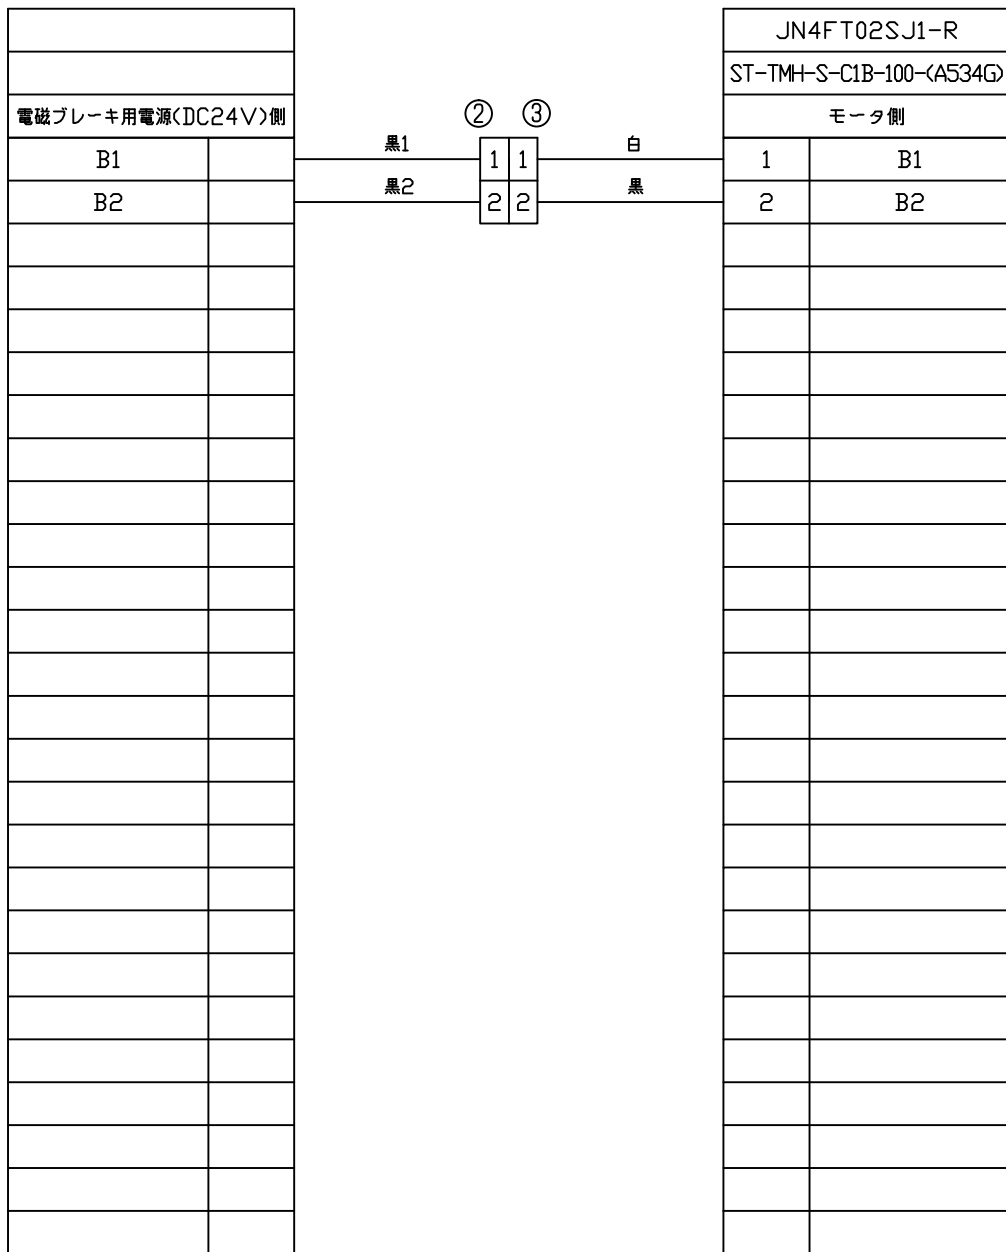 JN4FT02SJ1-R
ST-TMH-S-C1B-100-(A534G)
電磁ブレーキ用電源(DC24V)側
② ③
モータ側
B1
黒1
1 1
白
1
B1
B2
黒2
2 2
黒
2
B2